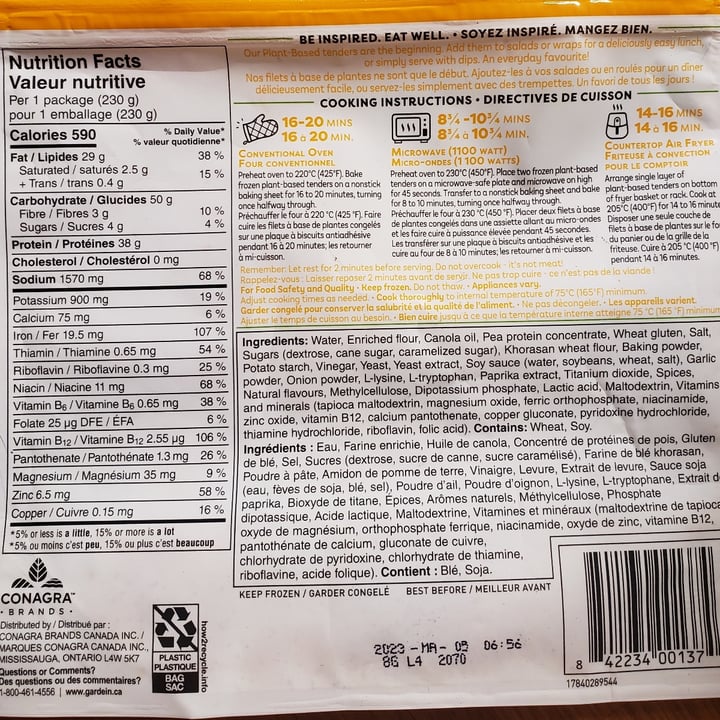 BE INSPIRED. EAT WELL. • SOYEZ INSPIRÉ. MANGEZ BIEN.
Our Plant-Based tenders are the beginning. Add them to salads or wraps for a deliciously easy lunch,
or simply serve with dips. An everyday favourite!
Nos filets à base de plantes ne sont que le début. Ajoutez-les à vos salades ou en roulés pour un dîner
délicieusement facile, ou servez-les simplement avec des trempettes. Un favori de tous les jours !
Nutrition Facts
Valeur nutritive
Per 1 package (230 g)
pour 1 emballage (230 g)
Calories 590
% Daily Value*
% valeur quotidienne*
Fat / Lipides 29 g 38 %
Saturated / saturés 2.5 g
+ Trans / trans 0.4 g 15 %
Carbohydrate / Glucides 50 g
Fibre / Fibres 3 g 10 %
Sugars / Sucres 4 g 4 %
Protein / Protéines 38 g
Cholesterol / Cholestérol 0 mg
Sodium 1570 mg 68 %
Potassium 900 mg 19 %
Calcium 75 mg 6 %
Iron / Fer 19.5 mg 107 %
Thiamin / Thiamine 0.65 mg 54 %
Riboflavin / Riboflavine 0.3 mg 25 %
Niacin / Niacine 11 mg 68 %
Vitamin B6 / Vitamine B6 0.65 mg 38 %
Folate 25 µg DFE / ÉFA 6 %
Vitamin B12 / Vitamine B12 2.55 µg 106 %
Pantothenate / Pantothénate 1.3 mg 26 %
Magnesium / Magnésium 35 mg 9 %
Zinc 6.5 mg 58 %
Copper / Cuivre 0.15 mg 16 %
*5% or less is a little, 15% or more is a lot
*5% ou moins c'est peu, 15% ou plus c'est beaucoup
COOKING INSTRUCTIONS • DIRECTIVES DE CUISSON
16-20 MINS
16 à 20 MIN.
CONVENTIONAL OVEN
FOUR CONVENTIONNEL
Preheat oven to 220°C (425 °F). Bake
frozen plant-based tenders on a nonstick
baking sheet for 16 to 20 minutes, turning
once halfway through.
Préchauffer le four à 220 °C (425 °F). Faire
cuire les filets à base de plantes congelés
sur une plaque à biscuits antiadhésive
pendant 16 à 20 minutes; les retourner
à mi-cuisson.
8¾ -10¾ MINS
8¾ à 10¾ MIN.
MICROWAVE (1100 WATT)
MICRO-ONDES (1 100 WATTS)
Preheat oven to 230°C (450°F). Place two frozen plant-based
tenders on a microwave-safe plate and microwave on high
for 45 seconds. Transfer to a nonstick baking sheet and bake
for 8 to 10 minutes, turning once halfway through.
Préchauffer le four à 230 °C (450 °F). Placer deux filets à base
de plantes congelés dans une assiette allant au micro-ondes
et les faire cuire à puissance élevée pendant 45 secondes.
Les transférer sur une plaque à biscuits antiadhésive et les
cuire au four de 8 à 10 minutes; les retourner à mi-cuisson.
14-16 MINS
14 à 16 MIN.
COUNTERTOP AIR FRYER
FRITEUSE À CONVECTION
POUR LE COMPTOIR
Arrange single layer of
plant-based tenders on bottom
of fryer basket or rack. Cook at
205°C (400°F) for 14 to 16 minute
Disposer une seule couche de
filets à base de plantes sur le fo
du panier ou de la grille de la
friteuse. Cuire à 205 °C (400 °F)
pendant 14 à 16 minutes.
Remember: Let rest for 2 minutes before serving. Do not overcook - it's not meat!
Rappelez-vous : Laisser reposer 2 minutes avant de servir. Ne pas trop cuire - ce n'est pas de la viande !
For Food Safety and Quality • Keep frozen. Do not thaw. • Appliances vary.
Adjust cooking times as needed. • Cook thoroughly to internal temperature of 75°C (165°F) minimum.
Garder congelé pour conserver la salubrité et la qualité de l'aliment. • Ne pas décongeler. • Les appareils varient.
Ajuster le temps de cuisson au besoin. • Bien cuire jusqu'à ce que la température interne atteigne 75 °C (165 °F) minimum
Ingredients: Water, Enriched flour, Canola oil, Pea protein concentrate, Wheat gluten, Salt,
Sugars (dextrose, cane sugar, caramelized sugar), Khorasan wheat flour, Baking powder,
Potato starch, Vinegar, Yeast, Yeast extract, Soy sauce (water, soybeans, wheat, salt), Garlic
powder, Onion powder, L-lysine, L-tryptophan, Paprika extract, Titanium dioxide, Spices,
Natural flavours, Methylcellulose, Dipotassium phosphate, Lactic acid, Maltodextrin, Vitamins
and minerals (tapioca maltodextrin, magnesium oxide, ferric orthophosphate, niacinamide,
zinc oxide, vitamin B12, calcium pantothenate, copper gluconate, pyridoxine hydrochloride,
thiamine hydrochloride, riboflavin, folic acid). Contains: Wheat, Soy.
Ingrédients : Eau, Farine enrichie, Huile de canola, Concentré de protéines de pois, Gluten
de blé, Sel, Sucres (dextrose, sucre de canne, sucre caramélisé), Farine de blé khorasan,
Poudre à pâte, Amidon de pomme de terre, Vinaigre, Levure, Extrait de levure, Sauce soja
(eau, fèves de soja, blé, sel), Poudre d'ail, Poudre d'oignon, L-lysine, L-tryptophane, Extrait d
paprika, Bioxyde de titane, Épices, Arômes naturels, Méthylcellulose, Phosphate
dipotassique, Acide lactique, Maltodextrine, Vitamines et minéraux (maltodextrine de tapioca
oxyde de magnésium, orthophosphate ferrique, niacinamide, oxyde de zinc, vitamine B12,
pantothénate de calcium, gluconate de cuivre,
chlorhydrate de pyridoxine, chlorhydrate de thiamine,
riboflavine, acide folique). Contient : Blé, Soja.
KEEP FROZEN / GARDER CONGELÉ BEST BEFORE / MEILLEUR AVANT
2023 - MA - 05 06:56
8G L4 2070
CONAGRA™
• BRANDS •
Distributed by / Distribué par :
CONAGRA BRANDS CANADA INC. /
MARQUES CONAGRA CANADA INC.,
MISSISSAUGA, ONTARIO L4W 5K7
Questions or Comments?
Des questions ou des commentaires?
1-800-461-4556 | www.gardein.ca
PLASTIC
PLASTIQUE
BAG
SAC
how2recycle.info
8 42234 00137
17840289544